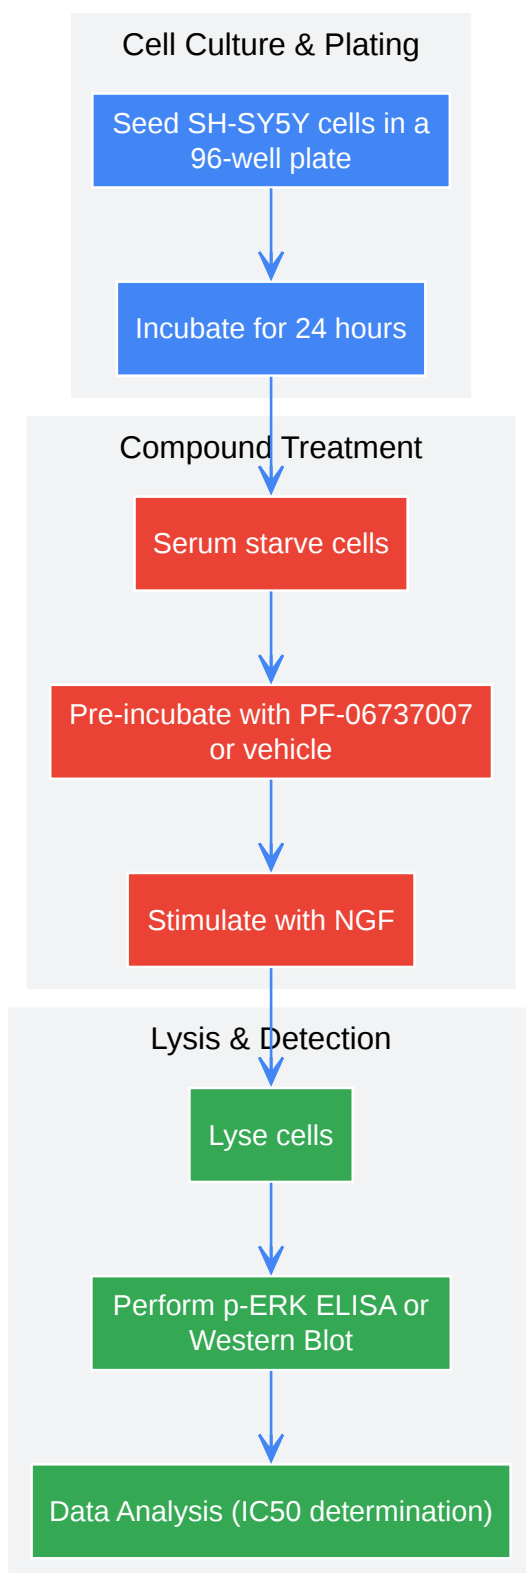 Cell Culture & Plating
Seed SH-SY5Y cells in a
96-well plate
Incubate for 24 hours
Compound Treatment
Serum starve cells
Pre-incubate with PF-06737007
or vehicle
Stimulate with NGF
Lysis & Detection
Lyse cells
Perform p-ERK ELISA or
Western Blot
Data Analysis (IC50 determination)